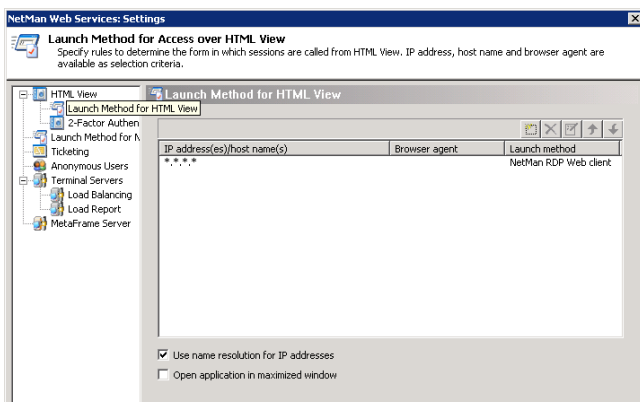 NetMan Web Services: Settings
Launch Method for Access over HTML View
Specify rules to determine the form in which sessions are called from HTML View. IP address, host name and browser agent are
available as selection criteria.
HTML View
Launch Method for HTML View
2-Factor Authen
Launch Method for N
Ticketing
Anonymous Users
Terminal Servers
Load Balancing
Load Report
MetaFrame Server
Launch Method for HTML View
IP address(es)/host name(s) Browser agent Launch method
*.*.*.* NetMan RDP Web client
Use name resolution for IP addresses
Open application in maximized window